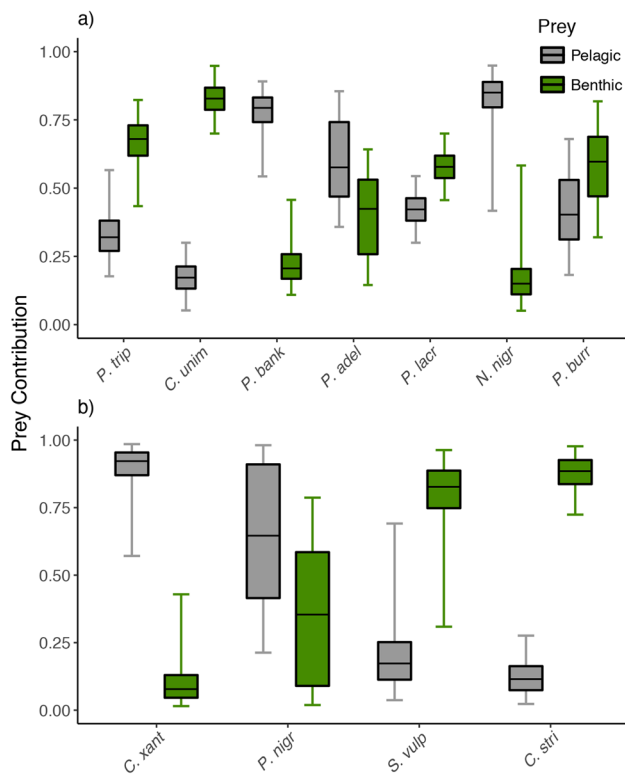 a)
Prey
Pelagic
Benthic
1.00
0.75
0.50
0.25
0.00
P. trip
C. unim
P. bank
P. adel
P. lacr
N. nigr
P. burr
Prey Contribution
b)
1.00
0.75
0.50
0.25
0.00
C. xant
P. nigr
S. vulp
C. stri